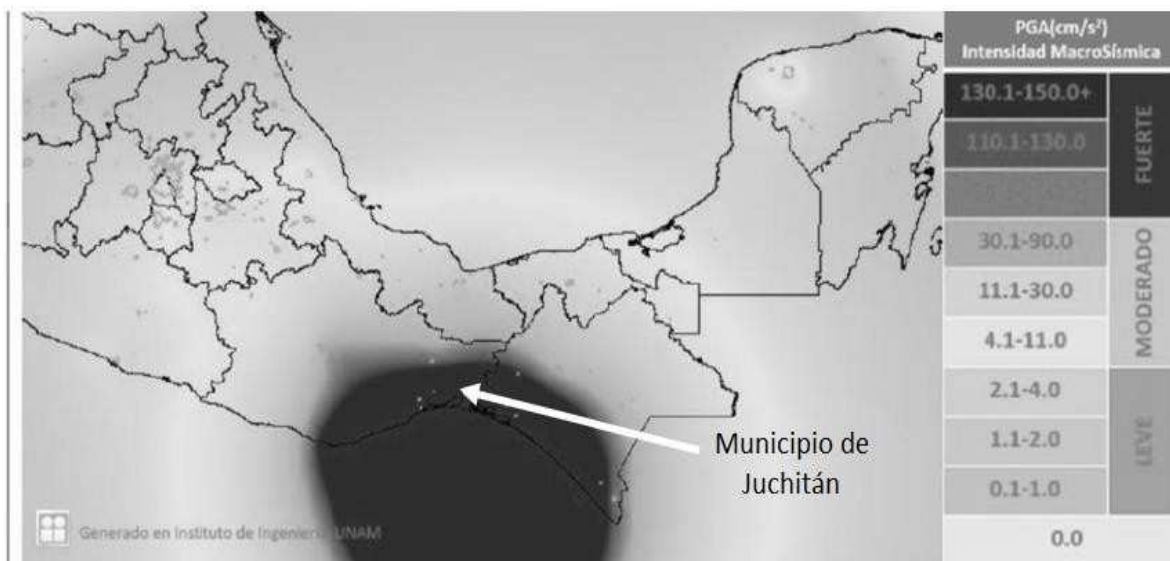 PGA(cm/s²)
Intensidad MacroSísmica
130.1-150.0+
110.1-130.0
FUERTE
30.1-90.0
11.1-30.0
4.1-11.0
MODERADO
2.1-4.0
1.1-2.0
0.1-1.0
LEVE
0.0
Municipio de
Juchitán
Generado en Instituto de Ingeniería UNAM